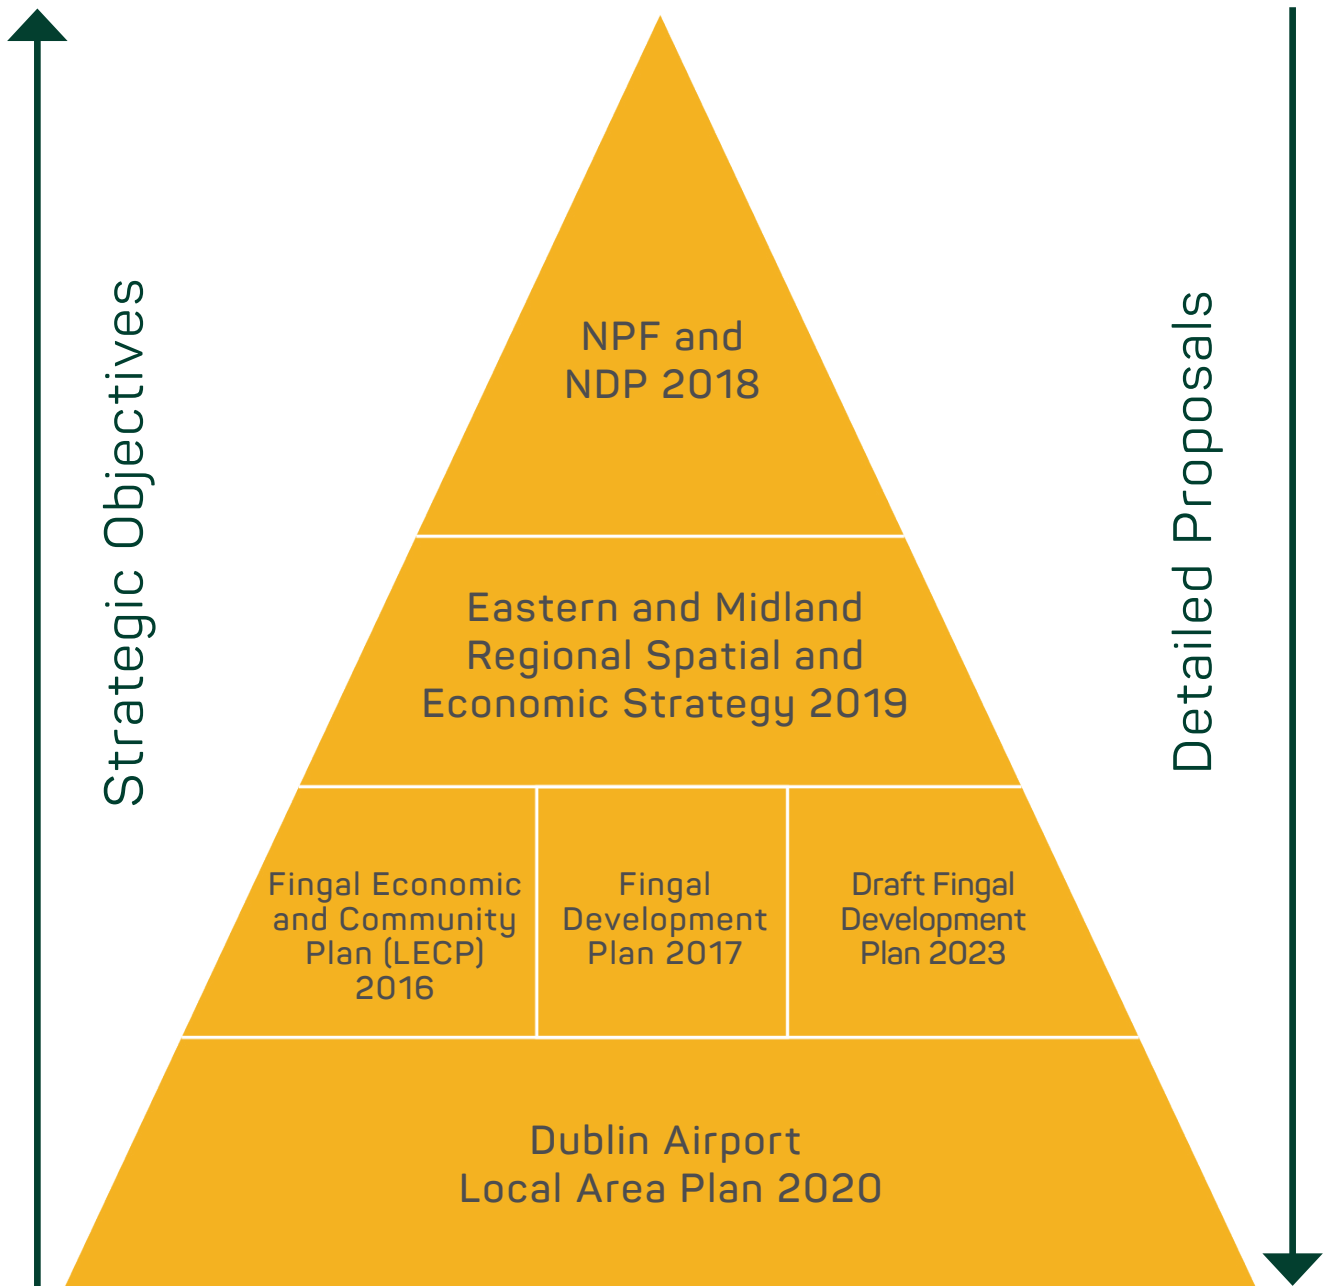 Strategic Objectives
NPF and
NDP 2018
Eastern and Midland
Regional Spatial and
Economic Strategy 2019
Fingal Economic
and Community
Plan (LECP)
2016
Fingal
Development
Plan 2017
Draft Fingal
Development
Plan 2023
Dublin Airport
Local Area Plan 2020
Detailed Proposals